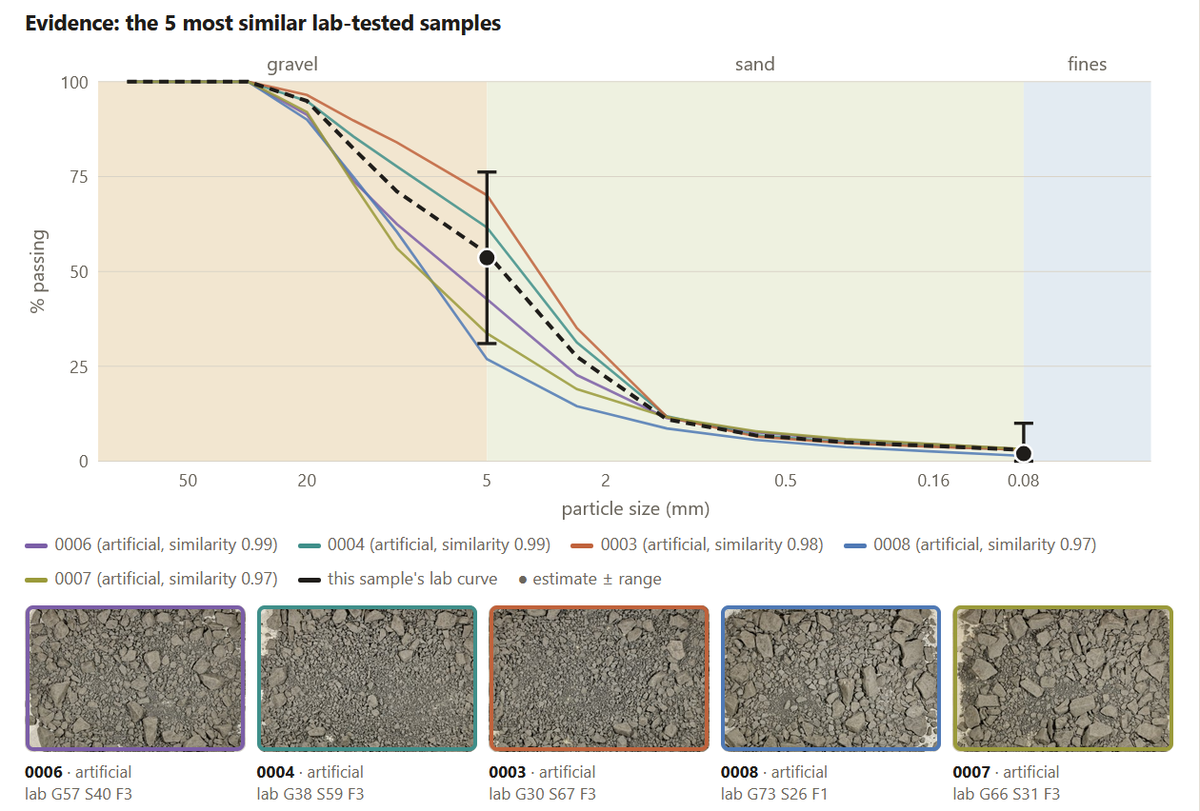 Evidence: the 5 most similar lab-tested samples
gravel sand fines
100
75
50
25
0
% passing
50 20 5 2 0.5 0.16 0.08
particle size (mm)
0006 (artificial, similarity 0.99) 0004 (artificial, similarity 0.99) 0003 (artificial, similarity 0.98) 0008 (artificial, similarity 0.97)
0007 (artificial, similarity 0.97) this sample's lab curve estimate ± range
0006 · artificial 0004 · artificial 0003 · artificial 0008 · artificial 0007 · artificial
lab G57 S40 F3 lab G38 S59 F3 lab G30 S67 F3 lab G73 S26 F1 lab G66 S31 F3